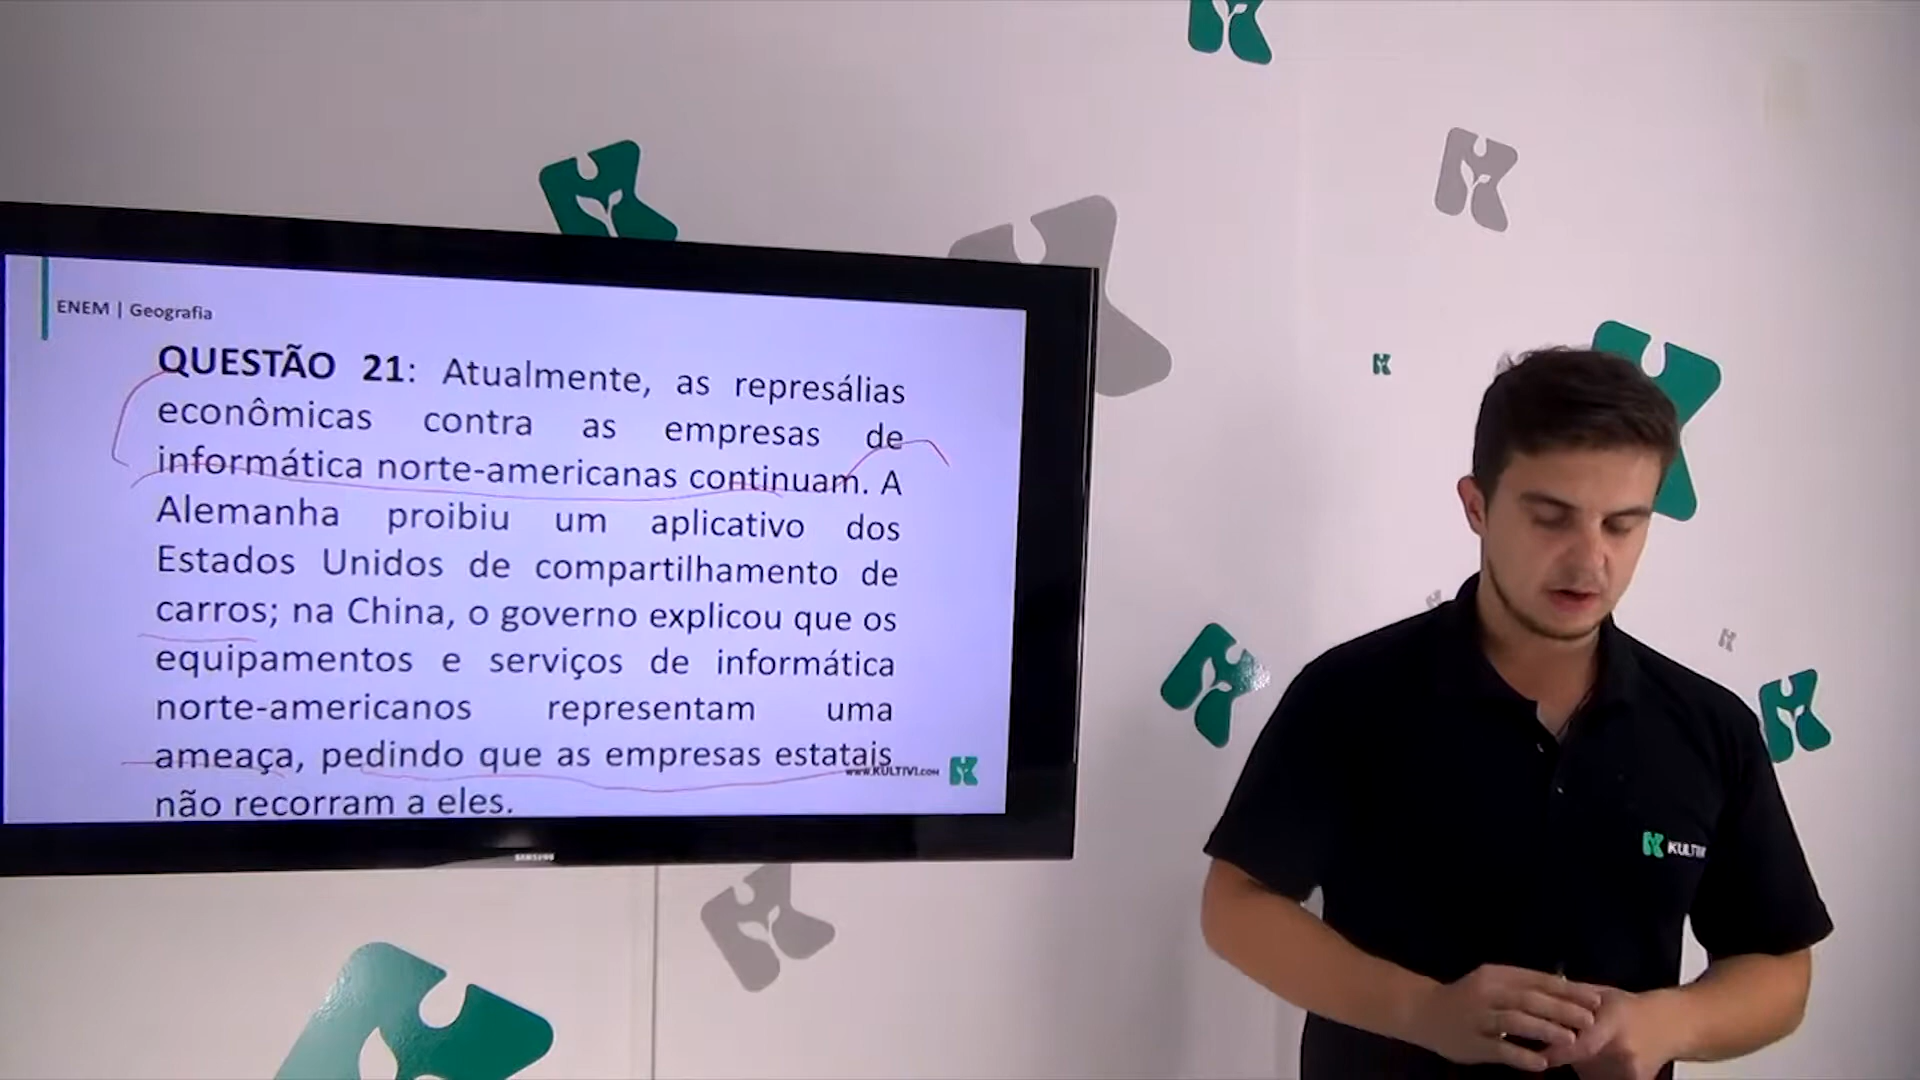 ENEM | Geografia
QUESTÃO 21: Atualmente, as represálias
econômicas contra as empresas de
informática norte-americanas continuam. A
Alemanha proibiu um aplicativo dos
Estados Unidos de compartilhamento de
carros; na China, o governo explicou que os
equipamentos e serviços de informática
norte-americanos representam uma
ameaça, pedindo que as empresas estatais
não recorram a eles.
www.KULTIVI.com
SAMSUNG
KULTIVI